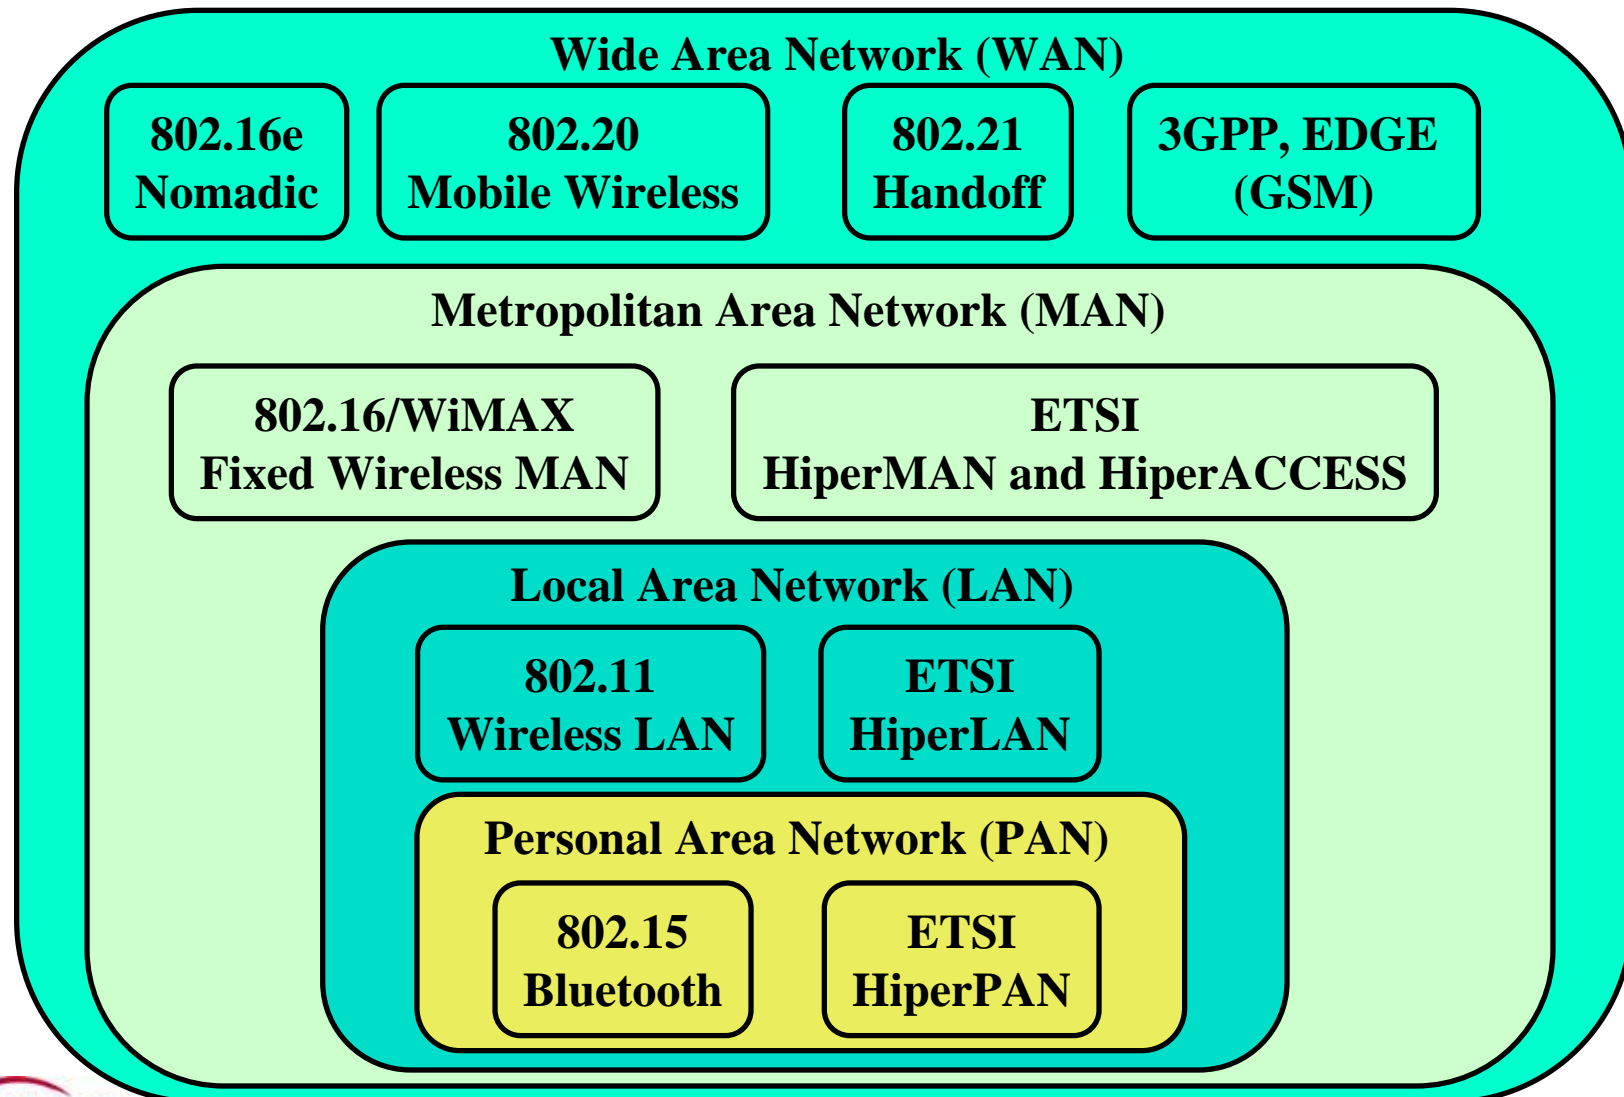 Wide Area Network (WAN)
802.16e
Nomadic
802.20
Mobile Wireless
802.21
Handoff
3GPP, EDGE
(GSM)
Metropolitan Area Network (MAN)
802.16/WiMAX
Fixed Wireless MAN
ETSI
HiperMAN and HiperACCESS
Local Area Network (LAN)
802.11
Wireless LAN
ETSI
HiperLAN
Personal Area Network (PAN)
802.15
Bluetooth
ETSI
HiperPAN